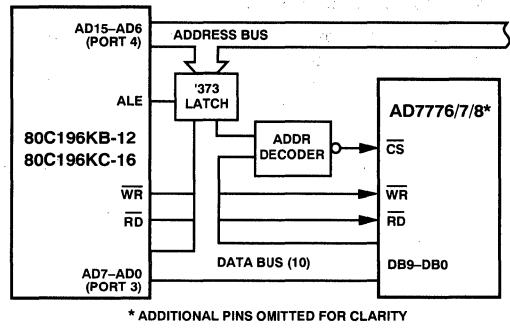 AD15–AD6
(PORT 4)
ADDRESS BUS
'373
LATCH
ALE
AD7776/7/8*
80C196KB-12
80C196KC-16
ADDR
DECODER
CS
WR
WR
RD
RD
DATA BUS (10)
DB9–DB0
AD7–AD0
(PORT 3)
* ADDITIONAL PINS OMITTED FOR CLARITY